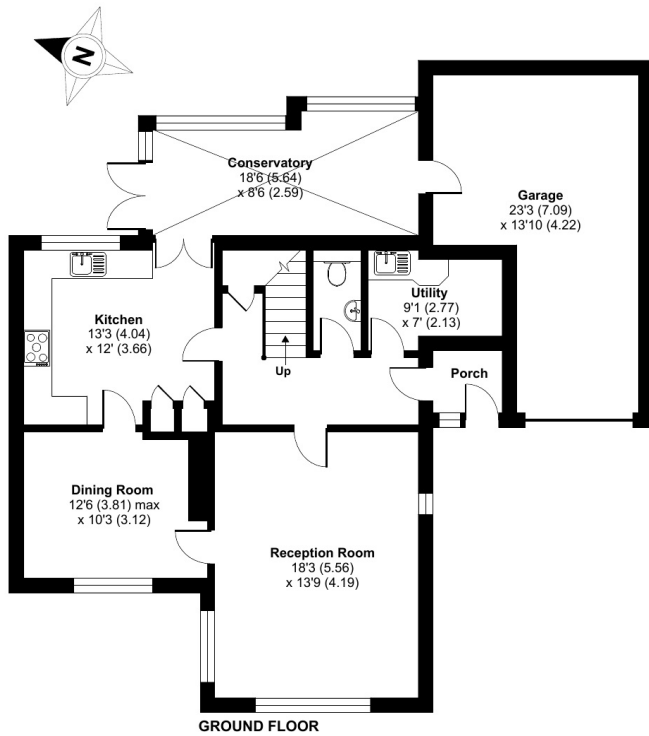 N
Conservatory
18'6 (5.64)
x 8'6 (2.59)
Garage
23'3 (7.09)
x 13'10 (4.22)
Kitchen
13'3 (4.04)
x 12' (3.66)
Utility
9'1 (2.77)
x 7' (2.13)
Up
Porch
Dining Room
12'6 (3.81) max
x 10'3 (3.12)
Reception Room
18'3 (5.56)
x 13'9 (4.19)
GROUND FLOOR